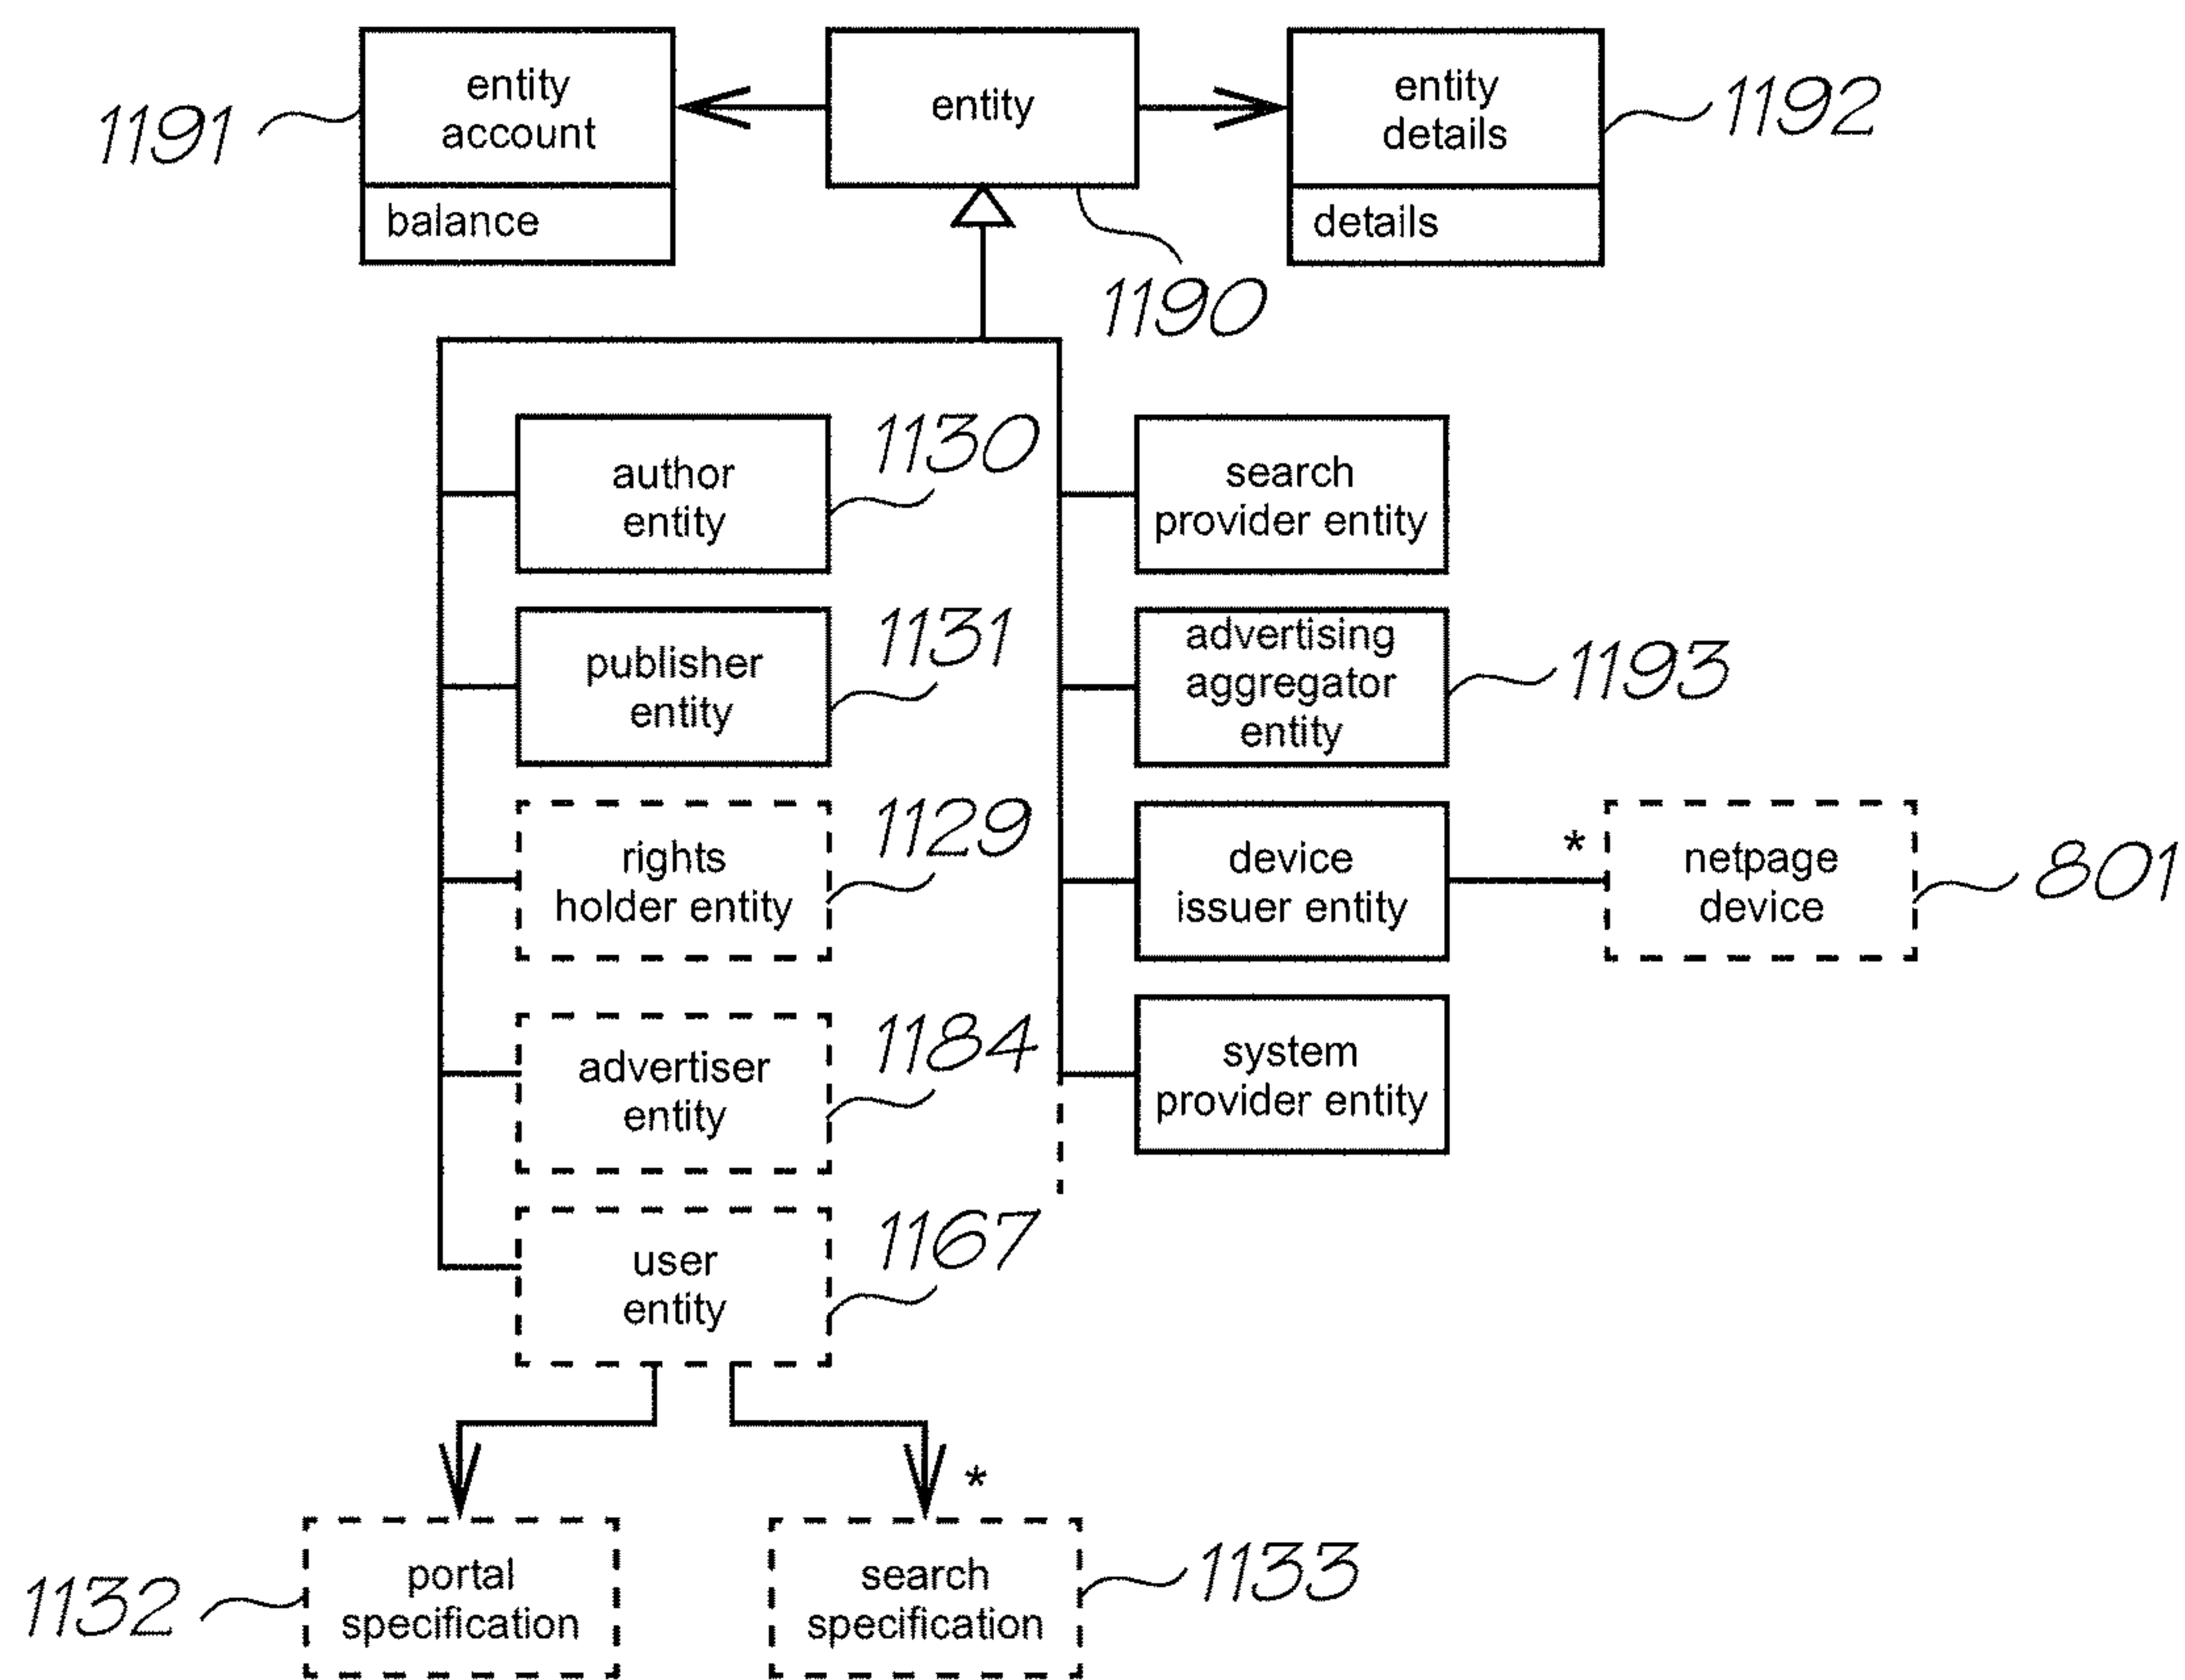 entity
account
balance
1191
entity
1190
entity
details
details
1192
author
entity
1130
search
provider entity
publisher
entity
1131
advertising
aggregator
entity
1193
rights
holder entity
1129
device
issuer entity
*
netpage
device
801
advertiser
entity
1184
system
provider entity
user
entity
1167
portal
specification
1132
*
search
specification
1133